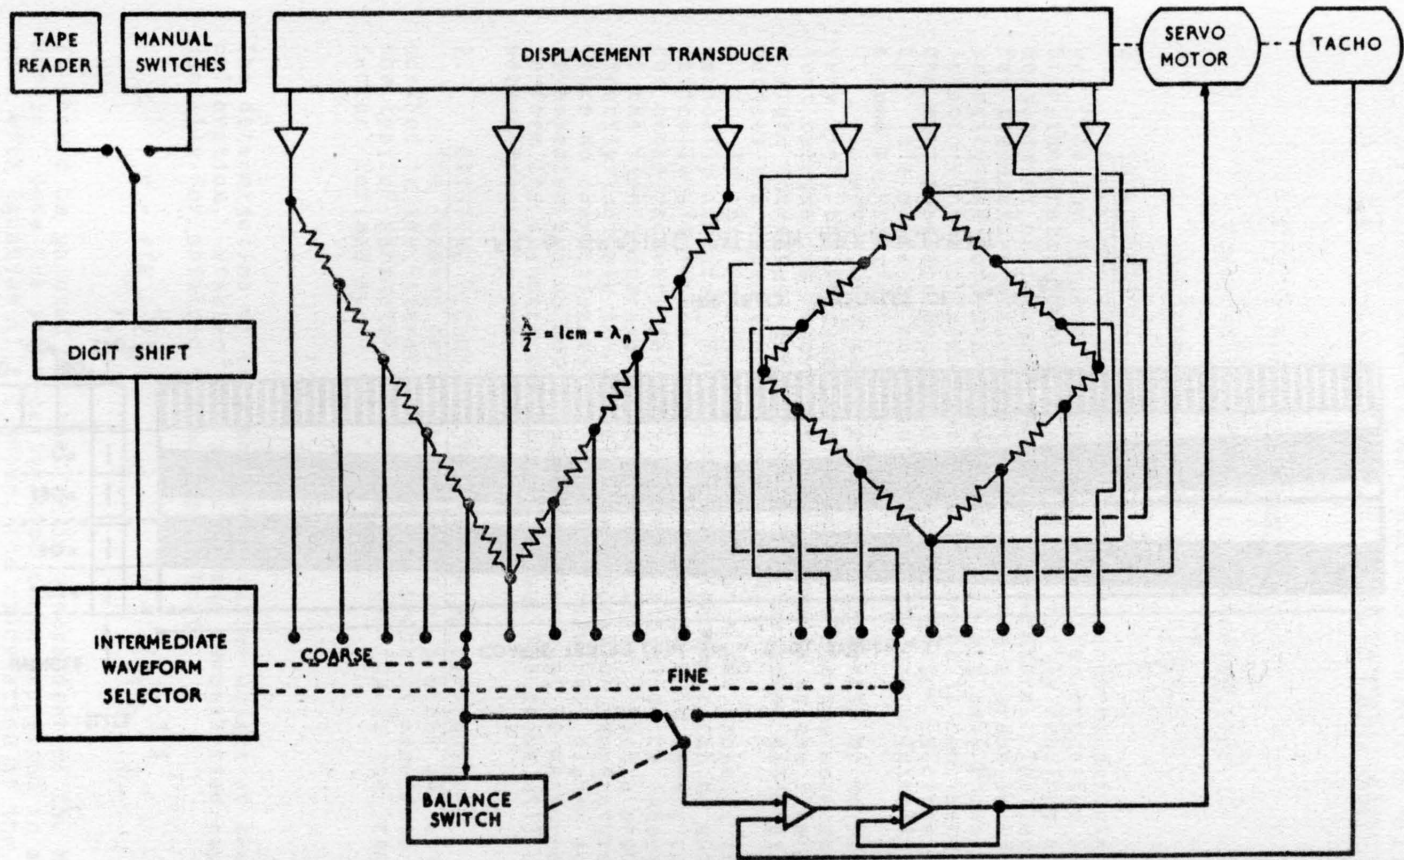 TAPE
READER
MANUAL
SWITCHES
DISPLACEMENT TRANSDUCER
SERVO
MOTOR
TACHO
λ/2 = 1cm = λn
DIGIT SHIFT
INTERMEDIATE
WAVEFORM
SELECTOR
COARSE
FINE
BALANCE
SWITCH